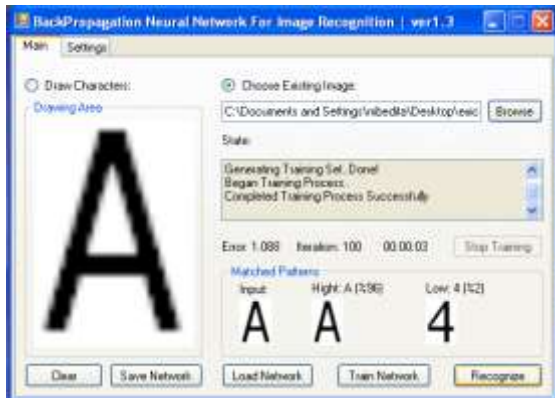 BackPropagation Neural Network For Image Recognition | ver1.3
Main Settings
Draw Characters: Choose Existing Image:
Drawing Area
C:\Documents and Settings\nibedita\Desktop\ Browse
State:
Generating Training Set. Done!
Began Training Process.
Completed Training Process Successfully
Error: 1.088 Iteration: 100 00:00:03 Stop Training
Matched Patterns
Input: Hight: A (%96) Low: 4 (%2)
A
A A 4
Clear Save Network Load Network Train Network Recognize